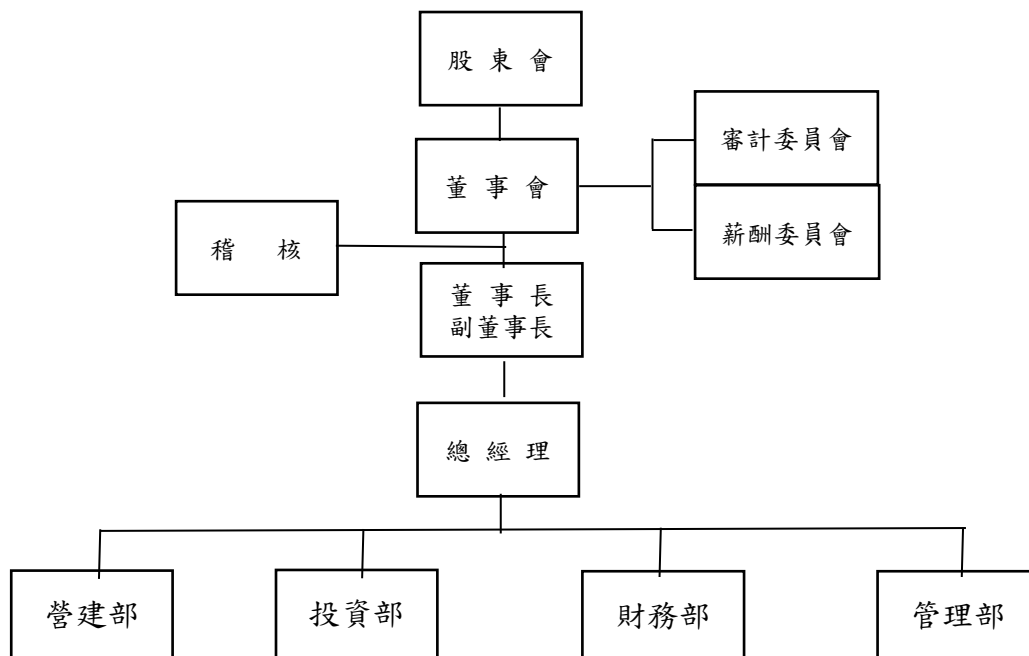 股東會
審計委員會
董事會
薪酬委員會
稽核
董事長
副董事長
總經理
營建部
投資部
財務部
管理部